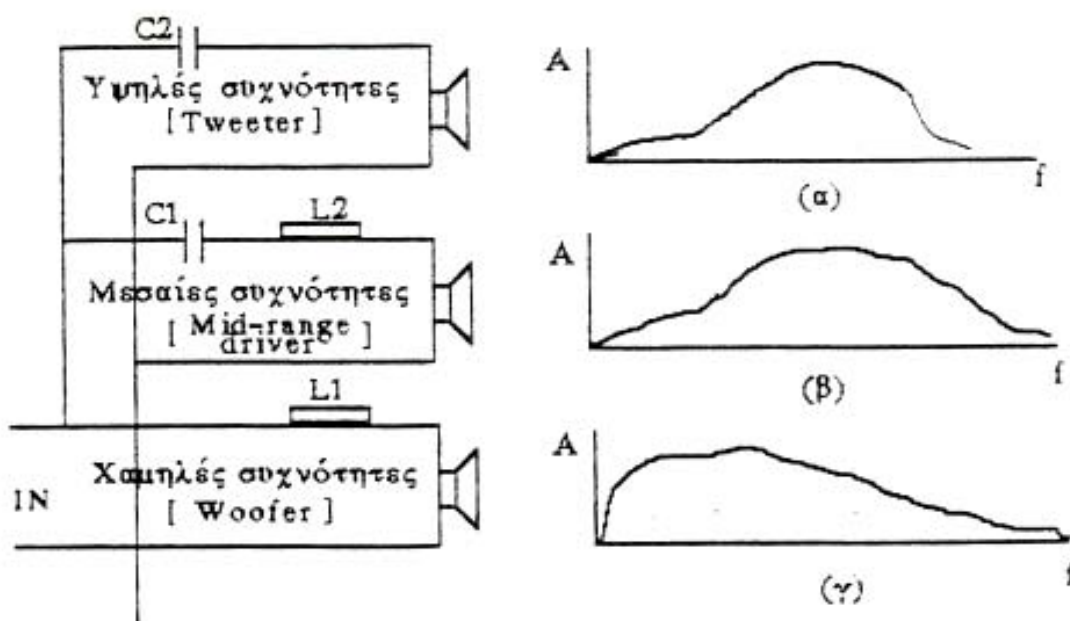 C2
Υψηλές συχνότητες
[Tweeter]
A
f
(α)
C1
L2
Μεσαίες συχνότητες
[ Mid-range
driver ]
A
f
(β)
L1
Χαμηλές συχνότητες
IN
[ Woofer ]
A
f
(γ)